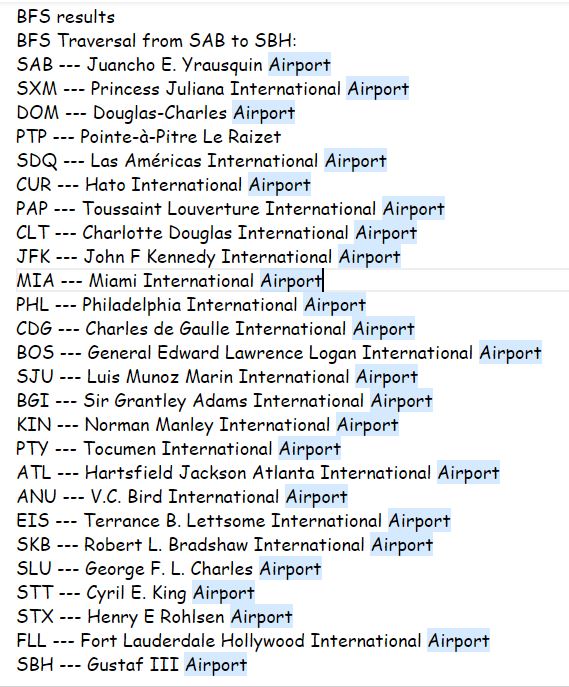 BFS results
BFS Traversal from SAB to SBH:
SAB --- Juancho E. Yrausquin Airport
SXM --- Princess Juliana International Airport
DOM --- Douglas-Charles Airport
PTP --- Pointe-à-Pitre Le Raizet
SDQ --- Las Américas International Airport
CUR --- Hato International Airport
PAP --- Toussaint Louverture International Airport
CLT --- Charlotte Douglas International Airport
JFK --- John F Kennedy International Airport
MIA --- Miami International Airport
PHL --- Philadelphia International Airport
CDG --- Charles de Gaulle International Airport
BOS --- General Edward Lawrence Logan International Airport
SJU --- Luis Munoz Marin International Airport
BGI --- Sir Grantley Adams International Airport
KIN --- Norman Manley International Airport
PTY --- Tocumen International Airport
ATL --- Hartsfield Jackson Atlanta International Airport
ANU --- V.C. Bird International Airport
EIS --- Terrance B. Lettsome International Airport
SKB --- Robert L. Bradshaw International Airport
SLU --- George F. L. Charles Airport
STT --- Cyril E. King Airport
STX --- Henry E Rohlsen Airport
FLL --- Fort Lauderdale Hollywood International Airport
SBH --- Gustaf III Airport